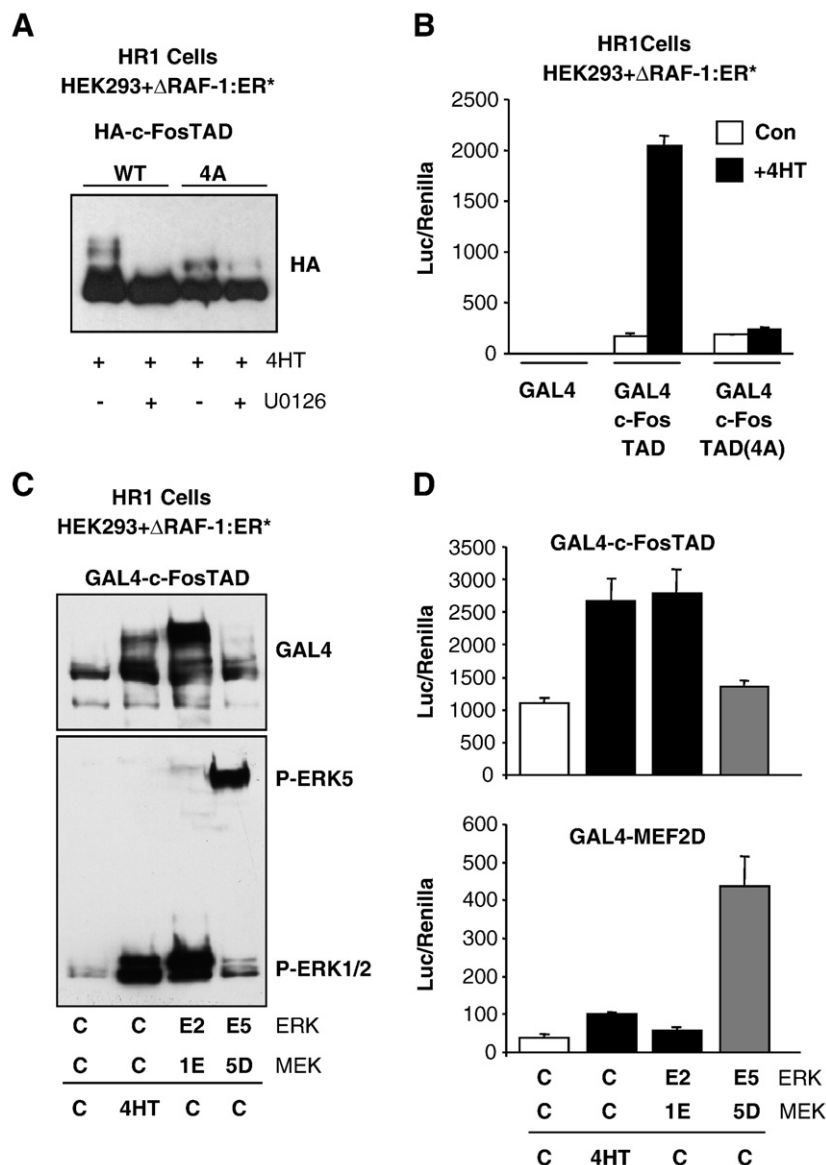 A
HR1 Cells
HEK293+ΔRAF-1:ER*
HA-c-FosTAD
WT 4A
HA
+ + + + 4HT
- + - + U0126
B
HR1Cells
HEK293+ΔRAF-1:ER*
2500
2000
1500
1000
500
0
Luc/Renilla
Con
+4HT
GAL4 GAL4 GAL4
c-Fos c-Fos
TAD TAD(4A)
C
HR1 Cells
HEK293+ΔRAF-1:ER*
GAL4-c-FosTAD
GAL4
P-ERK5
P-ERK1/2
C C E2 E5 ERK
C C 1E 5D MEK
C 4HT C C
D
GAL4-c-FosTAD
3500
3000
2500
2000
1500
1000
500
0
Luc/Renilla
GAL4-MEF2D
600
500
400
300
200
100
0
Luc/Renilla
C C E2 E5 ERK
C C 1E 5D MEK
C 4HT C C